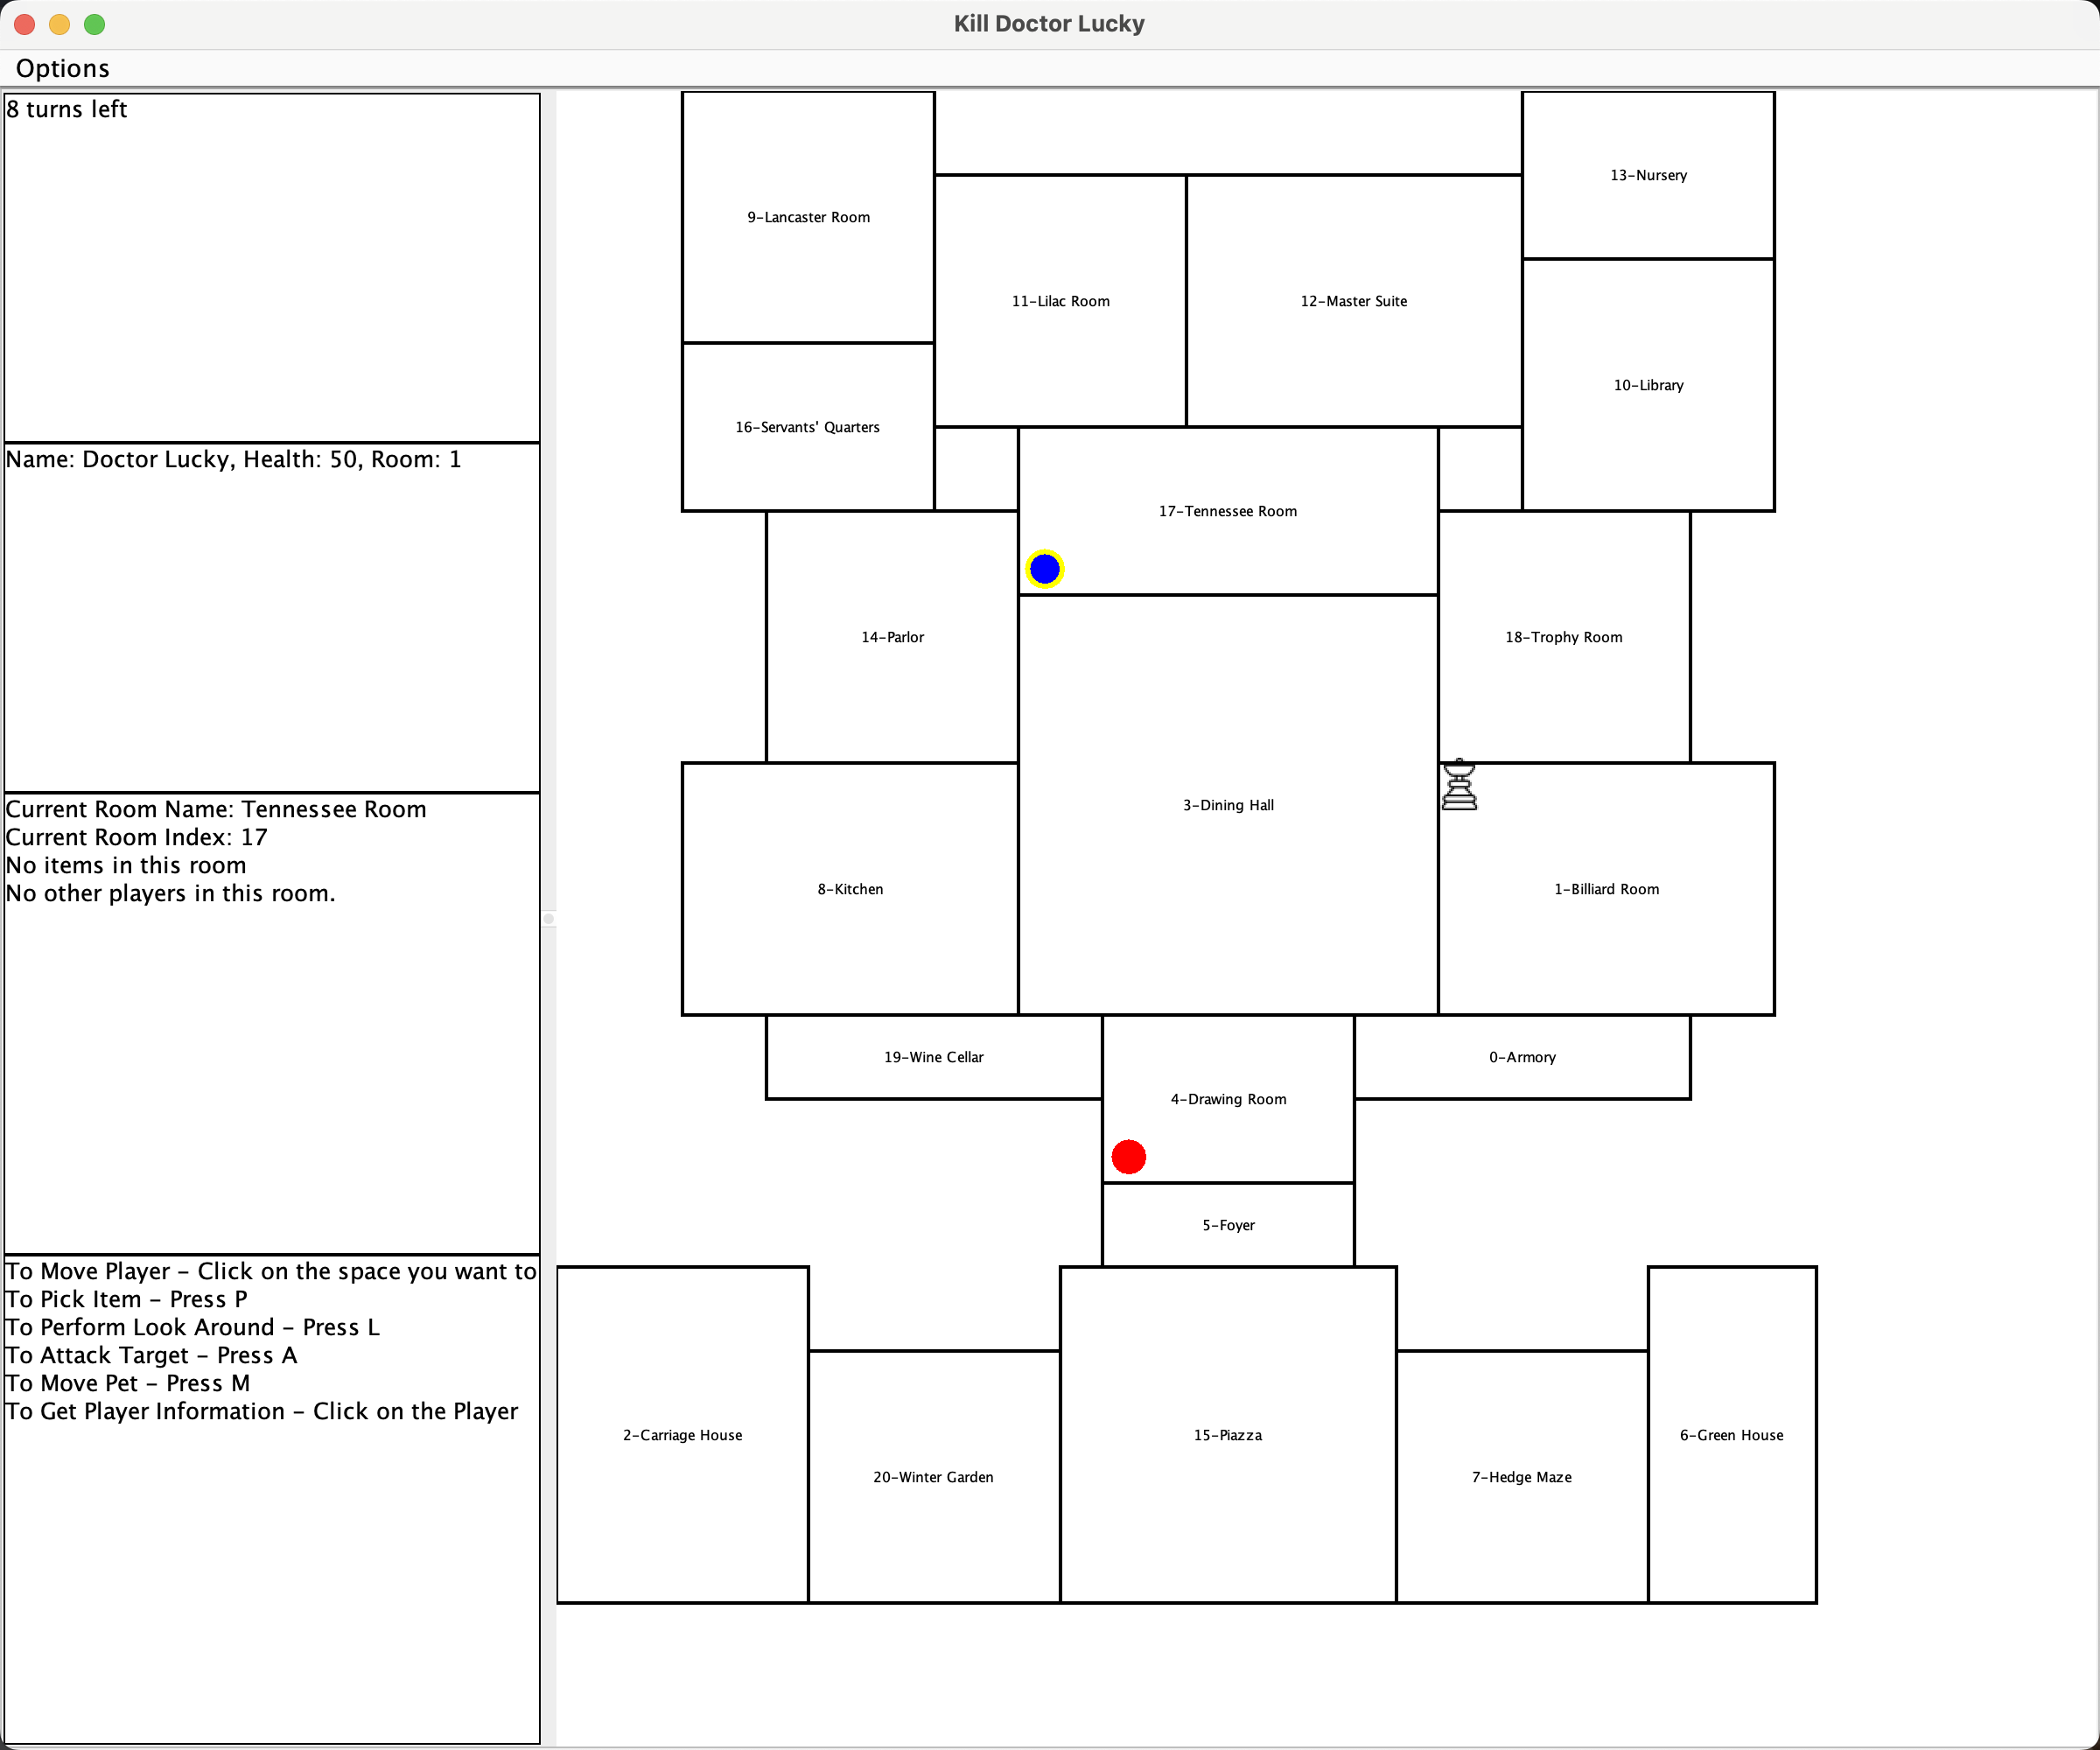 Kill Doctor Lucky
Options
8 turns left
Name: Doctor Lucky, Health: 50, Room: 1
Current Room Name: Tennessee Room
Current Room Index: 17
No items in this room
No other players in this room.
To Move Player – Click on the space you want to
To Pick Item – Press P
To Perform Look Around – Press L
To Attack Target – Press A
To Move Pet – Press M
To Get Player Information – Click on the Player
13-Nursery
9-Lancaster Room
11-Lilac Room
12-Master Suite
10-Library
16-Servants' Quarters
17-Tennessee Room
14-Parlor
18-Trophy Room
3-Dining Hall
8-Kitchen
1-Billiard Room
19-Wine Cellar
0-Armory
4-Drawing Room
5-Foyer
2-Carriage House
15-Piazza
6-Green House
20-Winter Garden
7-Hedge Maze